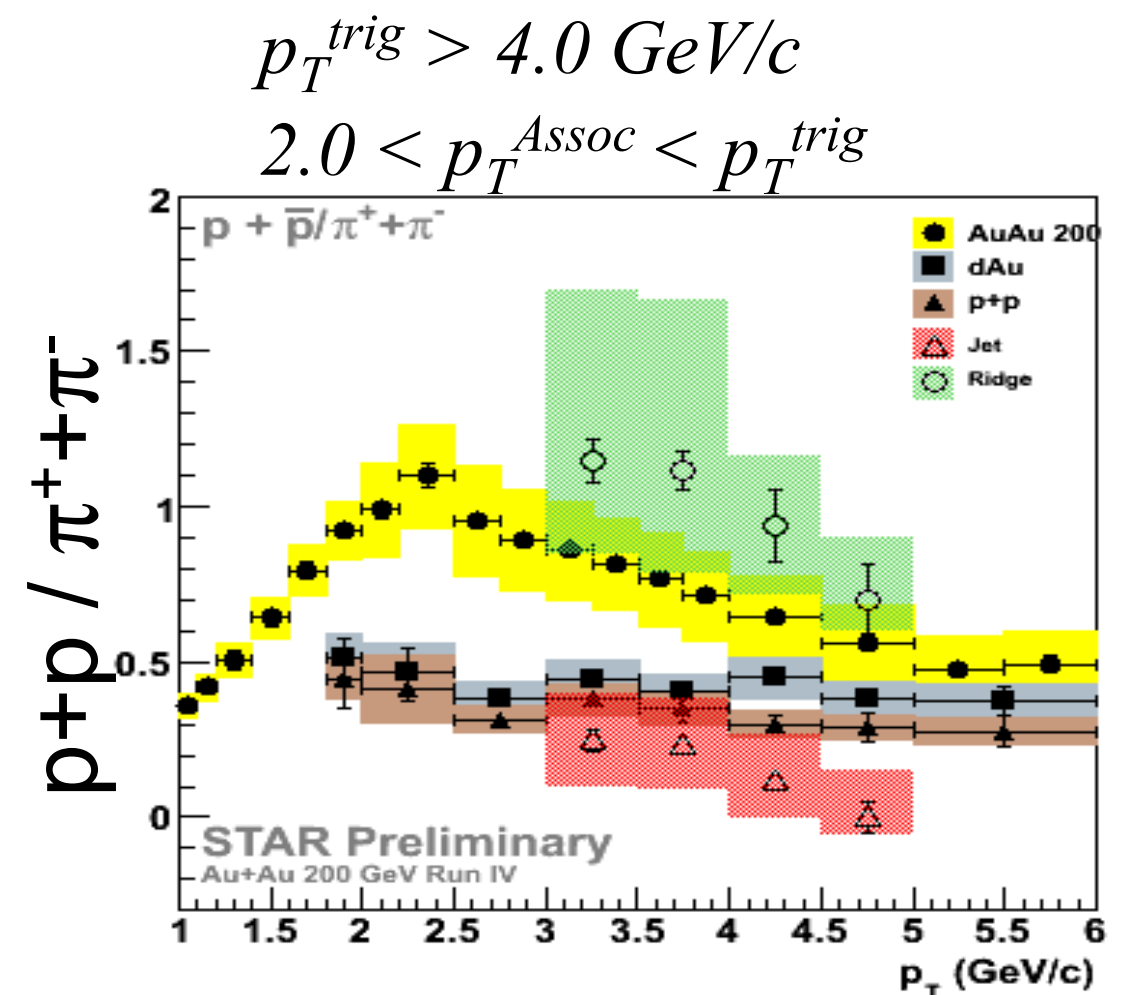 p_T^trig > 4.0 GeV/c
2.0 < p_T^Assoc < p_T^trig
p + p̅/π⁺+π⁻
AuAu 200
dAu
p+p
Jet
Ridge
p+p / π⁺+π⁻
2
1.5
1
0.5
0
STAR Preliminary
Au+Au 200 GeV Run IV
1 1.5 2 2.5 3 3.5 4 4.5 5 5.5 6
p_T (GeV/c)